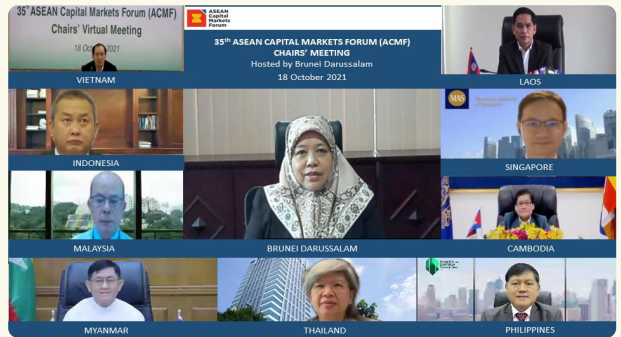 35th ASEAN CAPITAL MARKETS FORUM (ACMF)
Chairs' Virtual Meeting
18 October 2021
VIETNAM
ASEAN
Capital
Markets
Forum
35th ASEAN CAPITAL MARKETS FORUM (ACMF)
CHAIRS' MEETING
Hosted by Brunei Darussalam
18 October 2021
LAOS
INDONESIA
MAS
SINGAPORE
MALAYSIA
BRUNEI DARUSSALAM
CAMBODIA
MYANMAR
THAILAND
PHILIPPINES